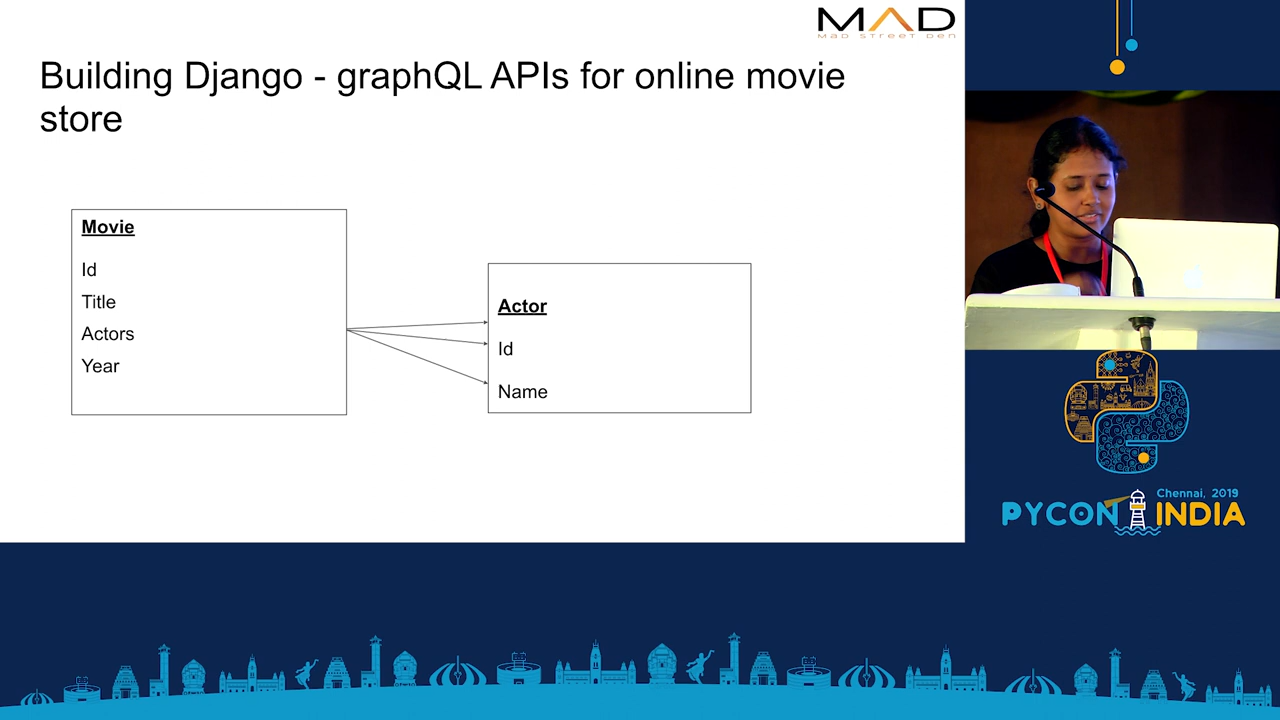 MAD
MAD STREET DEN
Building Django - graphQL APIs for online movie
store
Movie
Id
Title
Actors
Year
Actor
Id
Name
Chennai, 2019
PYCON INDIA